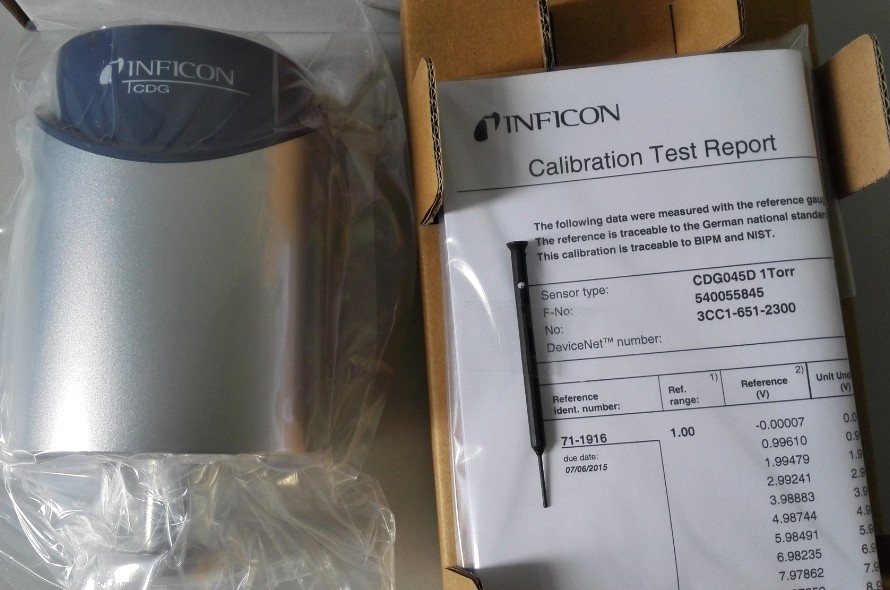 INFICON
CDG
INFICON
Calibration Test Report
The following data were measured with the reference
The reference is traceable to the German national
This calibration is traceable to BIPM and NIST.
Sensor type: CDG045D 1Torr
F-No: 540055845
No: 3CC1-651-2300
DeviceNet™ number:
Reference ident. number: Ref. range: 1) Reference (V) 2) Unit (V)
71-1916 1.00 -0.00007
due date: 0.99610
07/06/2015 1.99479
2.99241
3.98883
4.98744
5.98491
6.98235
7.97862